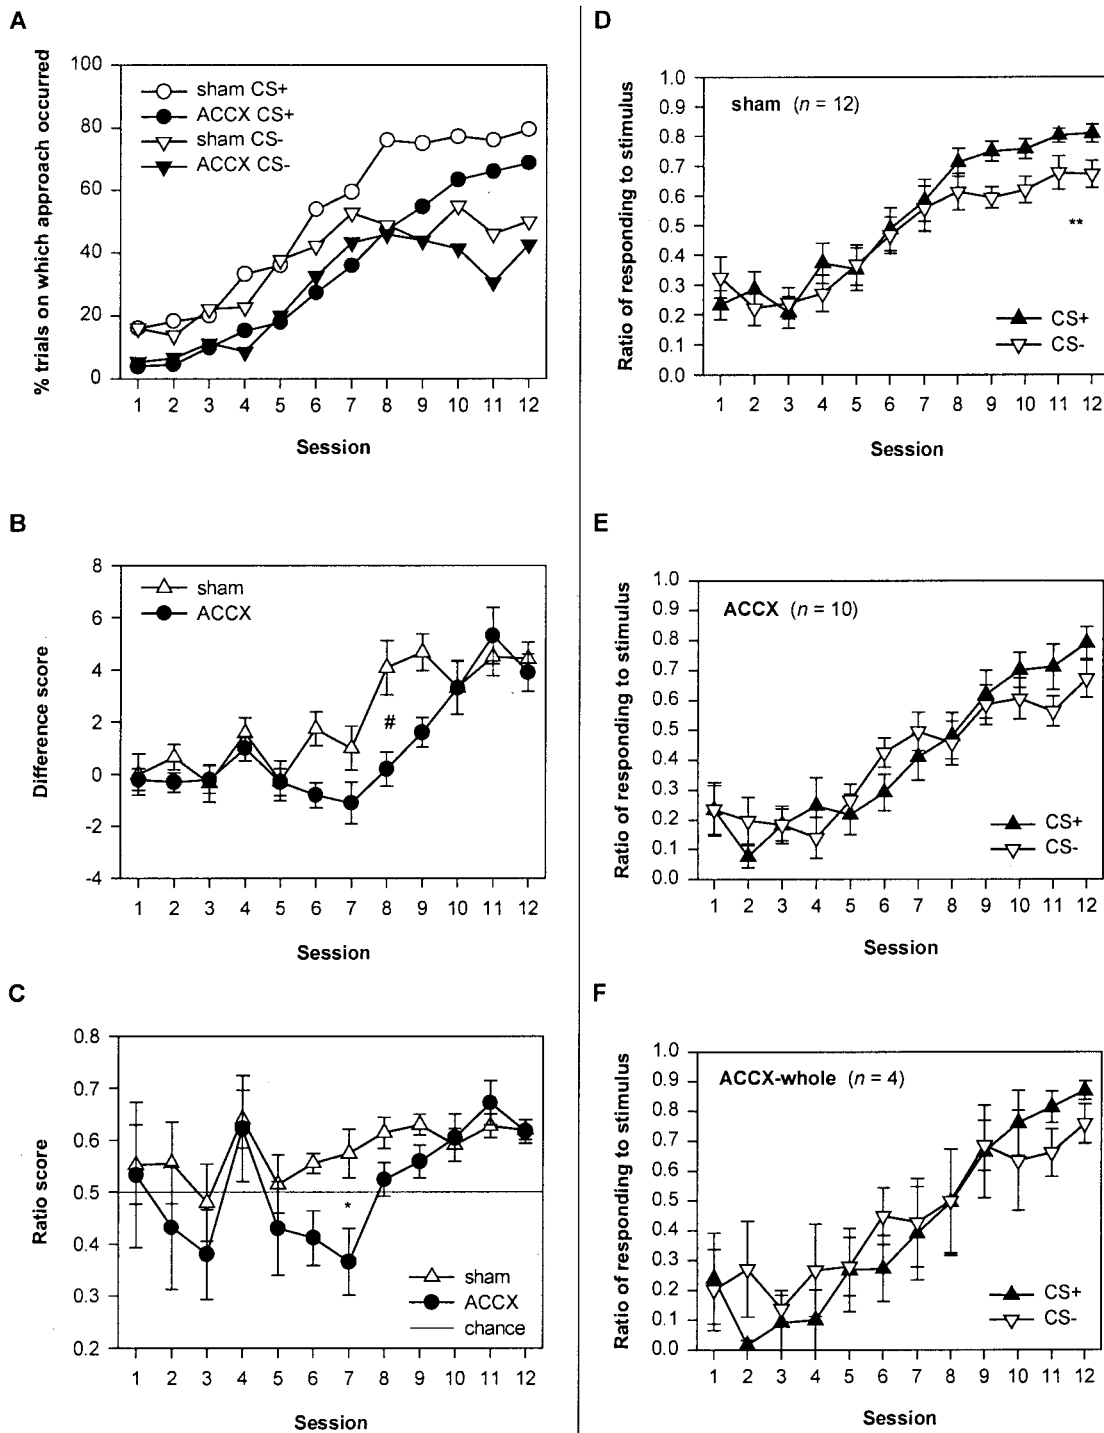 A
% trials on which approach occurred
100
80
60
40
20
0
sham CS+
ACCX CS+
sham CS-
ACCX CS-
1 2 3 4 5 6 7 8 9 10 11 12
Session
B
Difference score
8
6
4
2
0
-2
-4
sham
ACCX
#
1 2 3 4 5 6 7 8 9 10 11 12
Session
C
Ratio score
0.8
0.7
0.6
0.5
0.4
0.3
0.2
*
sham
ACCX
chance
1 2 3 4 5 6 7 8 9 10 11 12
Session
D
Ratio of responding to stimulus
1.0
0.9
0.8
0.7
0.6
0.5
0.4
0.3
0.2
0.1
0.0
sham (n = 12)
**
CS+
CS-
1 2 3 4 5 6 7 8 9 10 11 12
Session
E
Ratio of responding to stimulus
1.0
0.9
0.8
0.7
0.6
0.5
0.4
0.3
0.2
0.1
0.0
ACCX (n = 10)
CS+
CS-
1 2 3 4 5 6 7 8 9 10 11 12
Session
F
Ratio of responding to stimulus
1.0
0.9
0.8
0.7
0.6
0.5
0.4
0.3
0.2
0.1
0.0
ACCX-whole (n = 4)
CS+
CS-
1 2 3 4 5 6 7 8 9 10 11 12
Session